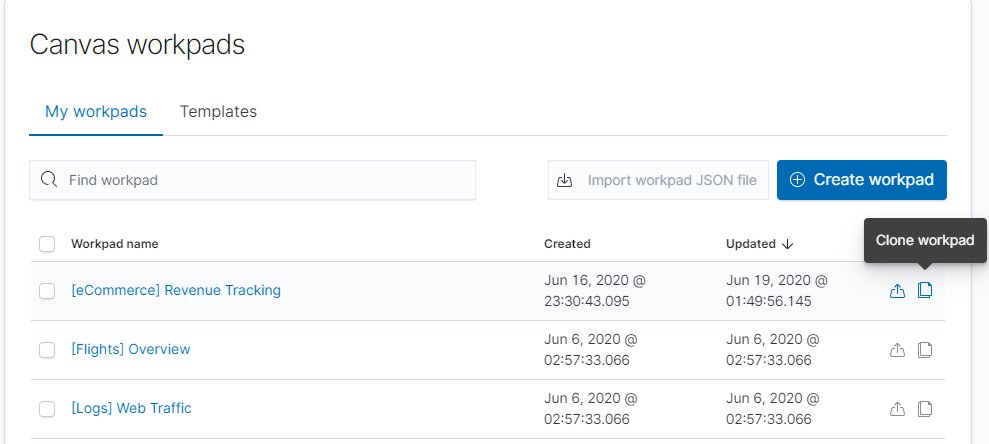 Canvas workpads
My workpads Templates
Find workpad Import workpad JSON file Create workpad
Clone workpad
Workpad name Created Updated
[eCommerce] Revenue Tracking Jun 16, 2020 @ Jun 19, 2020 @
23:30:43.095 01:49:56.145
[Flights] Overview Jun 6, 2020 @ Jun 6, 2020 @
02:57:33.066 02:57:33.066
[Logs] Web Traffic Jun 6, 2020 @ Jun 6, 2020 @
02:57:33.066 02:57:33.066